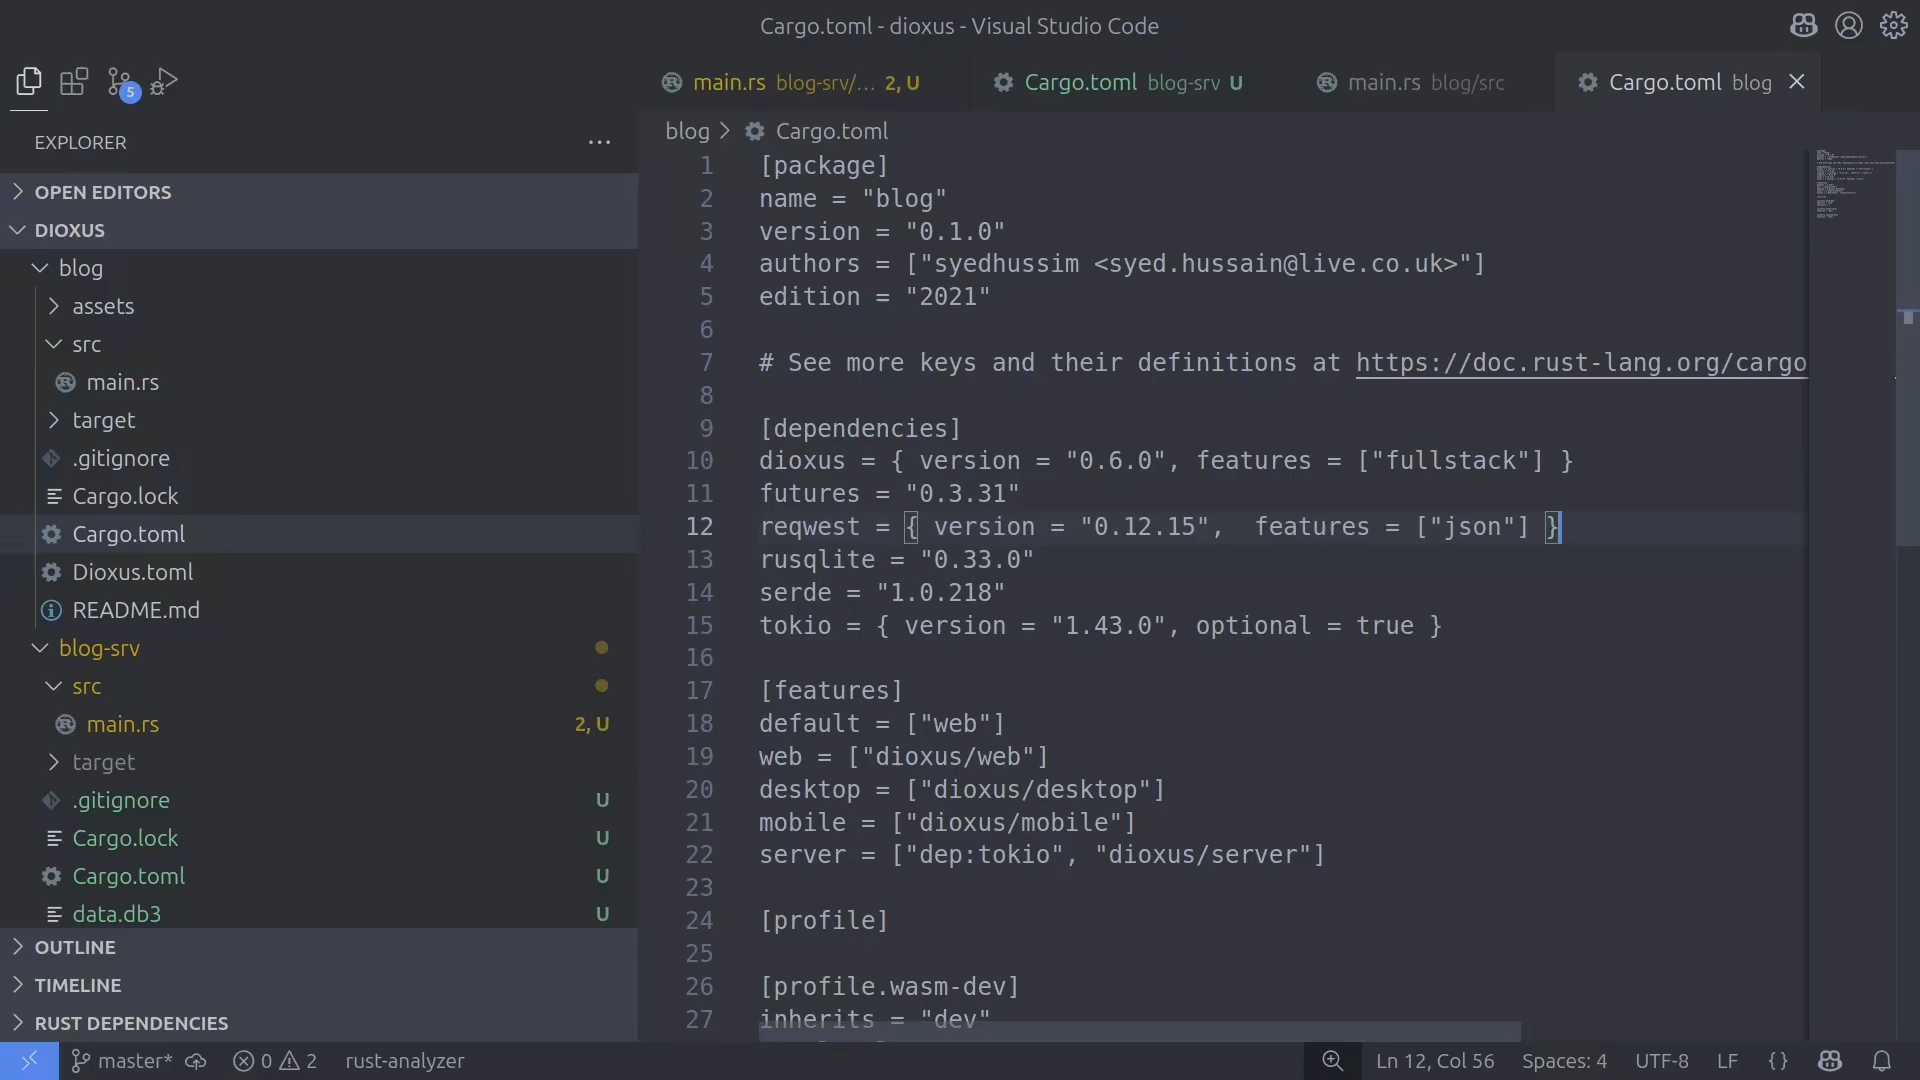 Cargo.toml - dioxus - Visual Studio Code
5
main.rs blog-srv/... 2, U
Cargo.toml blog-srv U
main.rs blog/src
Cargo.toml blog
EXPLORER
OPEN EDITORS
DIOXUS
blog
assets
src
main.rs
target
.gitignore
Cargo.lock
Cargo.toml
Dioxus.toml
README.md
blog-srv
src
main.rs 2, U
target
.gitignore U
Cargo.lock U
Cargo.toml U
data.db3 U
OUTLINE
TIMELINE
RUST DEPENDENCIES
blog > Cargo.toml
1 [package]
2 name = "blog"
3 version = "0.1.0"
4 authors = ["syedhussim <syed.hussain@live.co.uk>"]
5 edition = "2021"
6
7 # See more keys and their definitions at https://doc.rust-lang.org/cargo
8
9 [dependencies]
10 dioxus = { version = "0.6.0", features = ["fullstack"] }
11 futures = "0.3.31"
12 reqwest = { version = "0.12.15",  features = ["json"] }
13 rusqlite = "0.33.0"
14 serde = "1.0.218"
15 tokio = { version = "1.43.0", optional = true }
16
17 [features]
18 default = ["web"]
19 web = ["dioxus/web"]
20 desktop = ["dioxus/desktop"]
21 mobile = ["dioxus/mobile"]
22 server = ["dep:tokio", "dioxus/server"]
23
24 [profile]
25
26 [profile.wasm-dev]
27 inherits = "dev"
master* 0 2 rust-analyzer
Ln 12, Col 56 Spaces: 4 UTF-8 LF {}